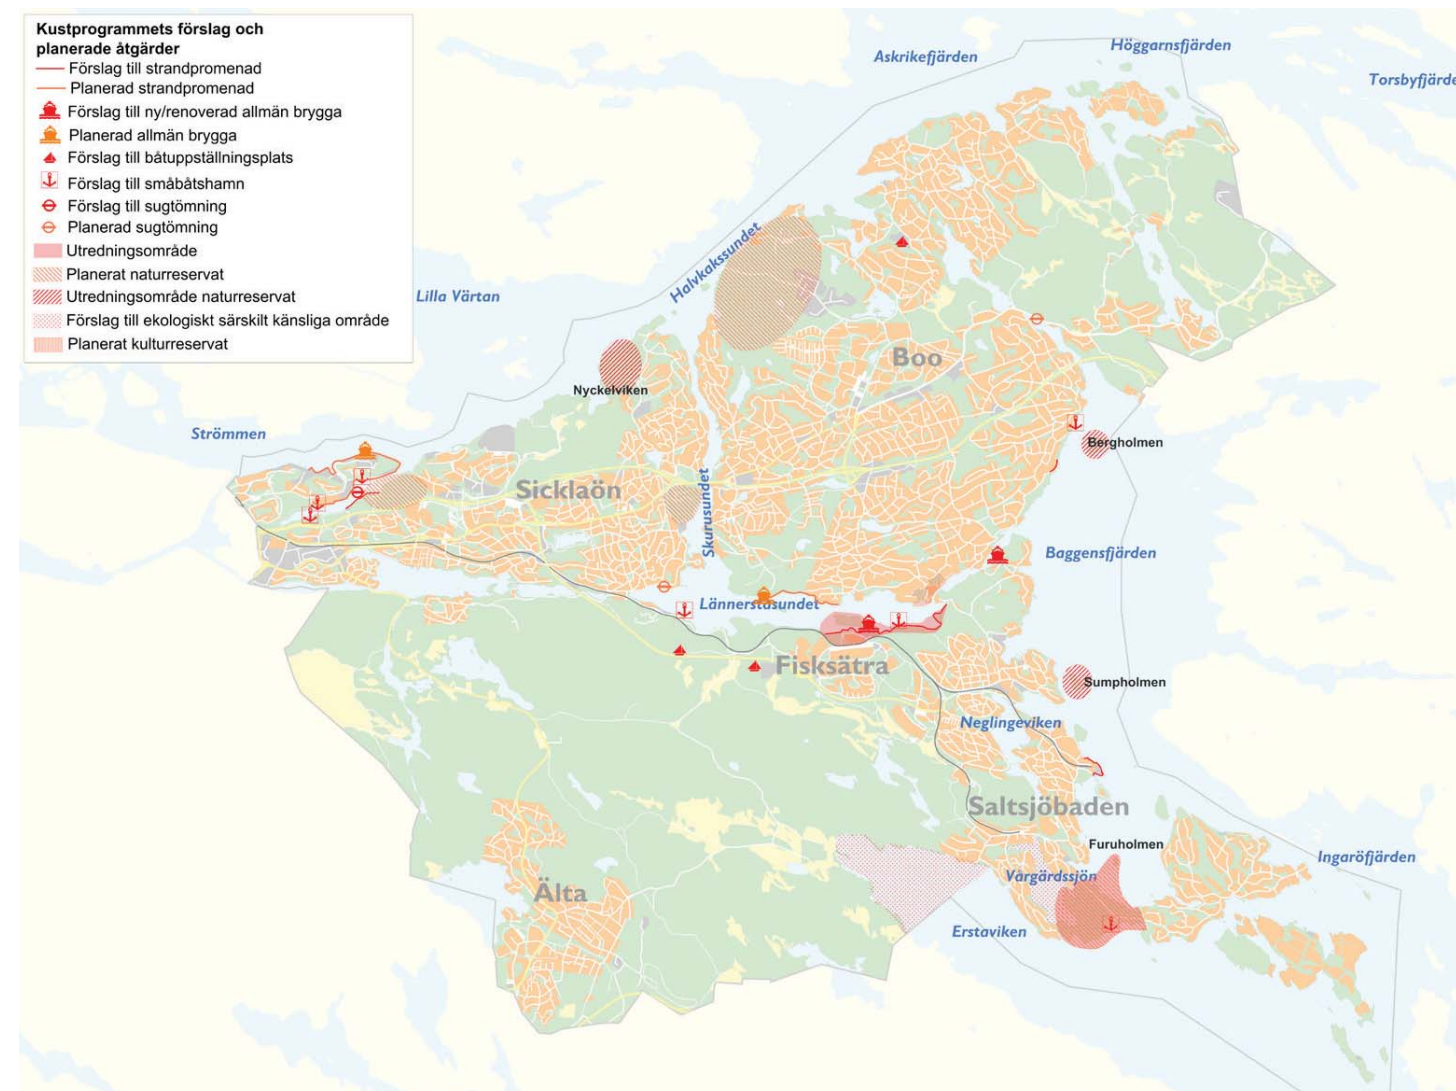 Kustprogrammets förslag och
planerade åtgärder
Förslag till strandpromenad
Planerad strandpromenad
Förslag till ny/renoverad allmän brygga
Planerad allmän brygga
Förslag till båtuppställningsplats
Förslag till småbåtshamn
Förslag till sugtömning
Planerad sugtömning
Utredningsområde
Planerat naturreservat
Utredningsområde naturreservat
Förslag till ekologiskt särskilt känsliga område
Planerat kulturreservat
Askrikefjärden
Höggarnsfjärden
Torsbyfjärde
Halvkakssundet
Lilla Värtan
Boo
Nyckelviken
Strömmen
Bergholmen
Sicklaön
Skurusundet
Baggensfjärden
Lännerstasundet
Fisksätra
Sumpholmen
Neglingeviken
Saltsjöbaden
Furuholmen
Ingaröfjärden
Vårgärdssjön
Älta
Erstaviken